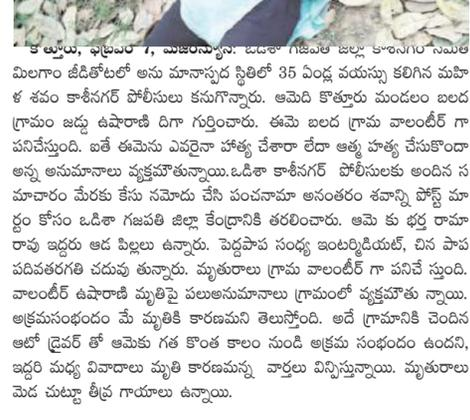 కొత్తూరు, ఫిబ్రవరి 7, మేజర్‌న్యూస్: ఒడిశా గజపతి జిల్లా కాశీనగర్ సమితి
మిలగాం జీడితోటలో అను మానాస్పద స్థితిలో 35 ఏండ్ల వయస్సు కలిగిన మహి
ళ శవం కాశీనగర్ పోలీసులు కనుగొన్నారు. ఆమెది కొత్తూరు మండలం బలద
గ్రామం జడ్డు ఉషారాణి దిగా గుర్తించారు. ఈమె బలద గ్రామ వాలంటీర్ గా
పనిచేస్తుంది. ఐతే ఈమెను ఎవరైనా హాత్య చేశారా లేదా ఆత్మ హత్య చేసుకొందా
అన్న అనుమానాలు వ్యక్తమౌతున్నాయి.ఒడిశా కాశీనగర్ పోలీసులకు అందిన స
మాచారం మేరకు కేసు నమోదు చేసి పంచనామా అనంతరం శవాన్ని పోస్ట్ మా
ర్టం కోసం ఒడిశా గజపతి జిల్లా కేంద్రానికి తరలించారు. ఆమె కు భర్త రామా
రావు ఇద్దరు ఆడ పిల్లలు ఉన్నారు. పెద్దపాప సంధ్య ఇంటర్మిడియట్, చిన పాప
పదివతరగతి చదువు తున్నారు. మృతురాలు గ్రామ వాలంటీర్ గా పనిచే స్తుంది.
వాలంటీర్ ఉషారాణి మృతిపై పలుఅనుమానాలు గ్రామంలో వ్యక్తమౌతు న్నాయి.
అక్రమసంభందం మే మృతికి కారణమని తెలుస్తోంది. అదే గ్రామానికి చెందిన
ఆటో డ్రైవర్ తో ఆమెకు గత కొంత కాలం నుండి అక్రమ సంభందం ఉందని,
ఇద్దరి మధ్య వివాదాలు మృతి కారణమన్న వార్తలు విన్పిస్తున్నాయి. మృతురాలు
మెడ చుట్టూ తీవ్ర గాయాలు ఉన్నాయి.